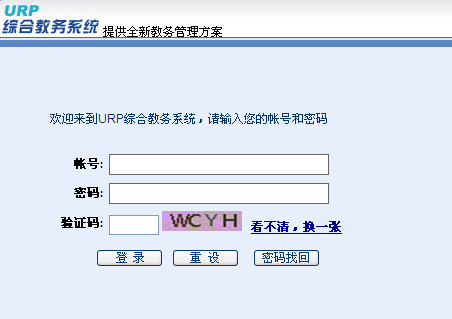 URP
综合教务系统 提供全新教务管理方案
欢迎来到URP综合教务系统，请输入您的帐号和密码
帐号:
密码:
验证码: WCYH 看不清，换一张
登 录 重 设 密码找回